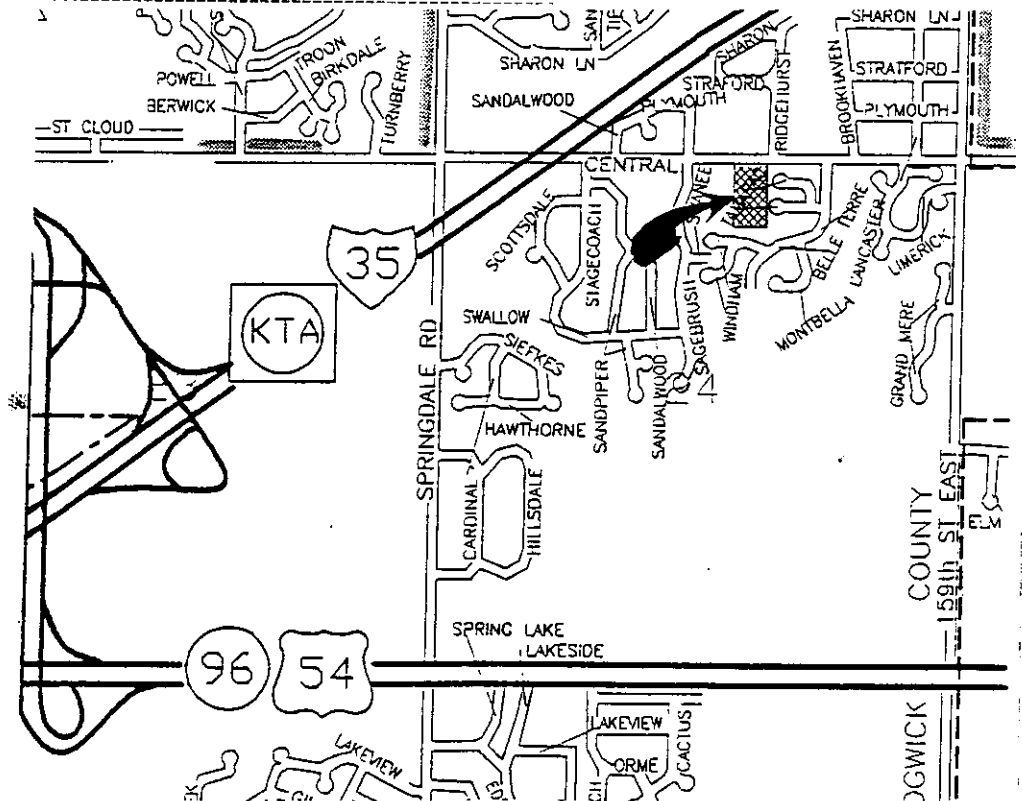 SHARON LN
TROON
BIRKDALE
SHARON
SHARON LN
STRATFORD
POWELL
STRAFORD
BERWICK
TURNBERRY
SANDALWOOD
PLYMOUTH
RIDGEHURST
BROOKHAVEN
PLYMOUTH
ST CLOUD
CENTRAL
SCOTTSDALE
STAGECOACH
BELLE TERRE
LANCASTER
LIMERICK
35
KTA
SWALLOW
SIEFKES
SAGEBRUSH
WINDHAM
MONTBELLA
GRAND MERE
SPRINGDALE RD
HAWTHORNE
SANDPIPER
SANDALWOOD
CARDINAL
HILLSDALE
COUNTY
159th ST EAST
ELM
SPRING LAKE
LAKESIDE
96
54
LAKEVIEW
LAKEVIEW
ORME
CACTUS